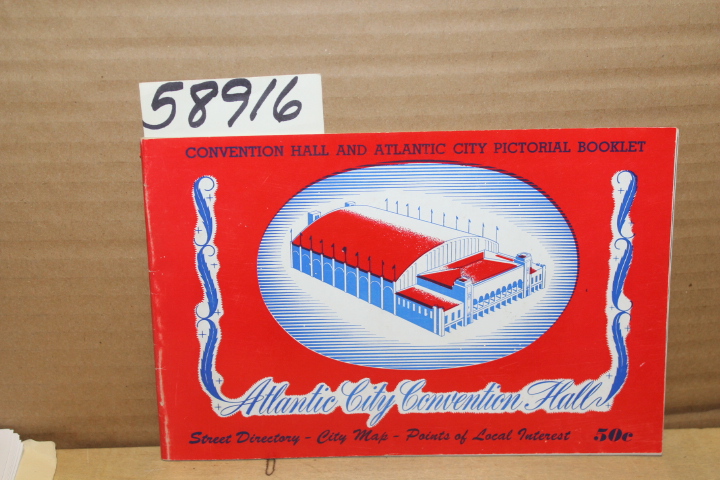 58916
CONVENTION HALL AND ATLANTIC CITY PICTORIAL BOOKLET
Atlantic City Convention Hall
Street Directory - City Map - Points of Local Interest 50c